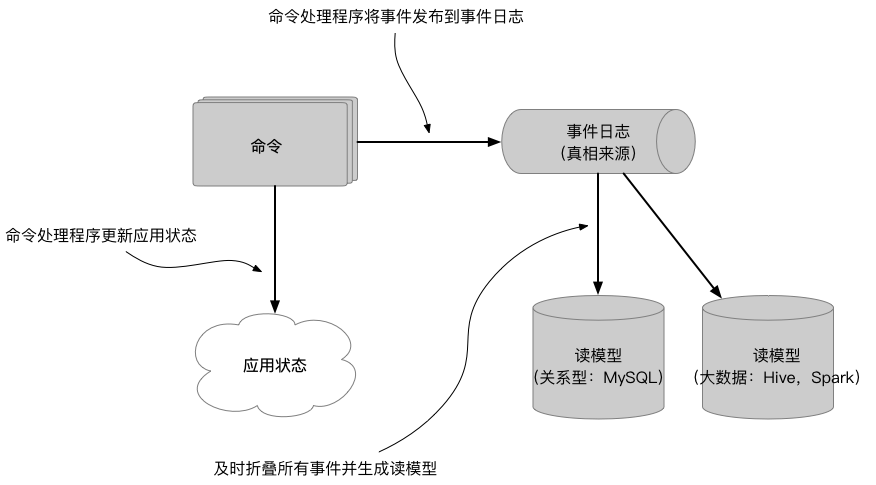 命令处理程序将事件发布到事件日志
命令
事件日志
（真相来源）
命令处理程序更新应用状态
应用状态
读模型
（关系型：MySQL）
读模型
（大数据：Hive，Spark）
及时折叠所有事件并生成读模型